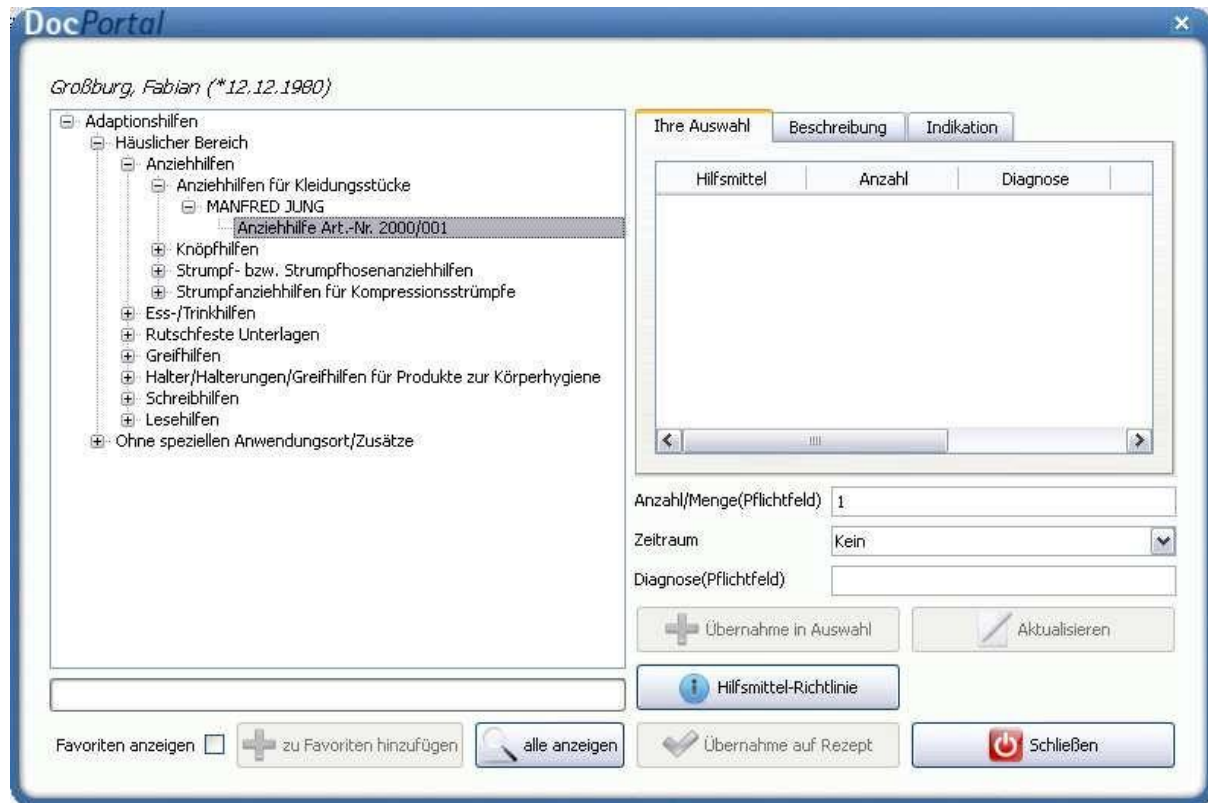 DocPortal
Großburg, Fabian (*12.12.1980)
Adaptionshilfen
Häuslicher Bereich
Anziehhilfen
Anziehhilfen für Kleidungsstücke
MANFRED JUNG
Anziehhilfe Art.-Nr. 2000/001
Knöpfhilfen
Strumpf- bzw. Strumpfhosenanziehhilfen
Strumpfanziehhilfen für Kompressionsstrümpfe
Ess-/Trinkhilfen
Rutschfeste Unterlagen
Greifhilfen
Halter/Halterungen/Greifhilfen für Produkte zur Körperhygiene
Schreibhilfen
Lesehilfen
Ohne speziellen Anwendungsort/Zusätze
Ihre Auswahl Beschreibung Indikation
Hilfsmittel Anzahl Diagnose
Anzahl/Menge(Pflichtfeld) 1
Zeitraum Kein
Diagnose(Pflichtfeld)
Übernahme in Auswahl Aktualisieren
Hilfsmittel-Richtlinie
Favoriten anzeigen zu Favoriten hinzufügen alle anzeigen Übernahme auf Rezept Schließen